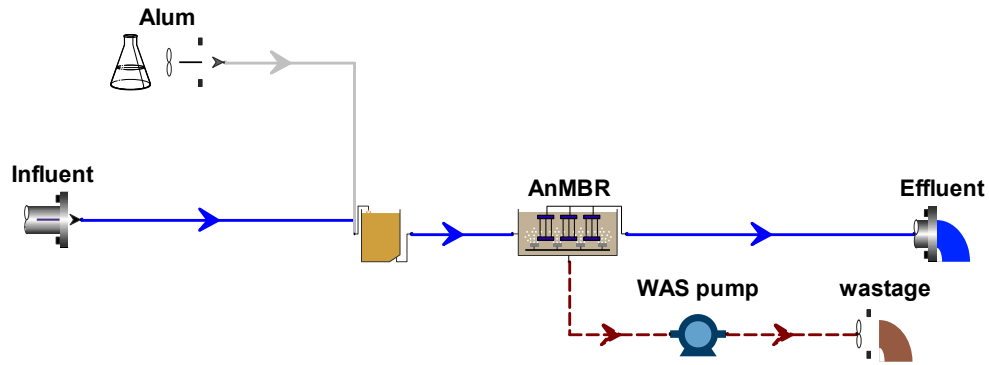 Alum
Influent
AnMBR
Effluent
WAS pump
wastage